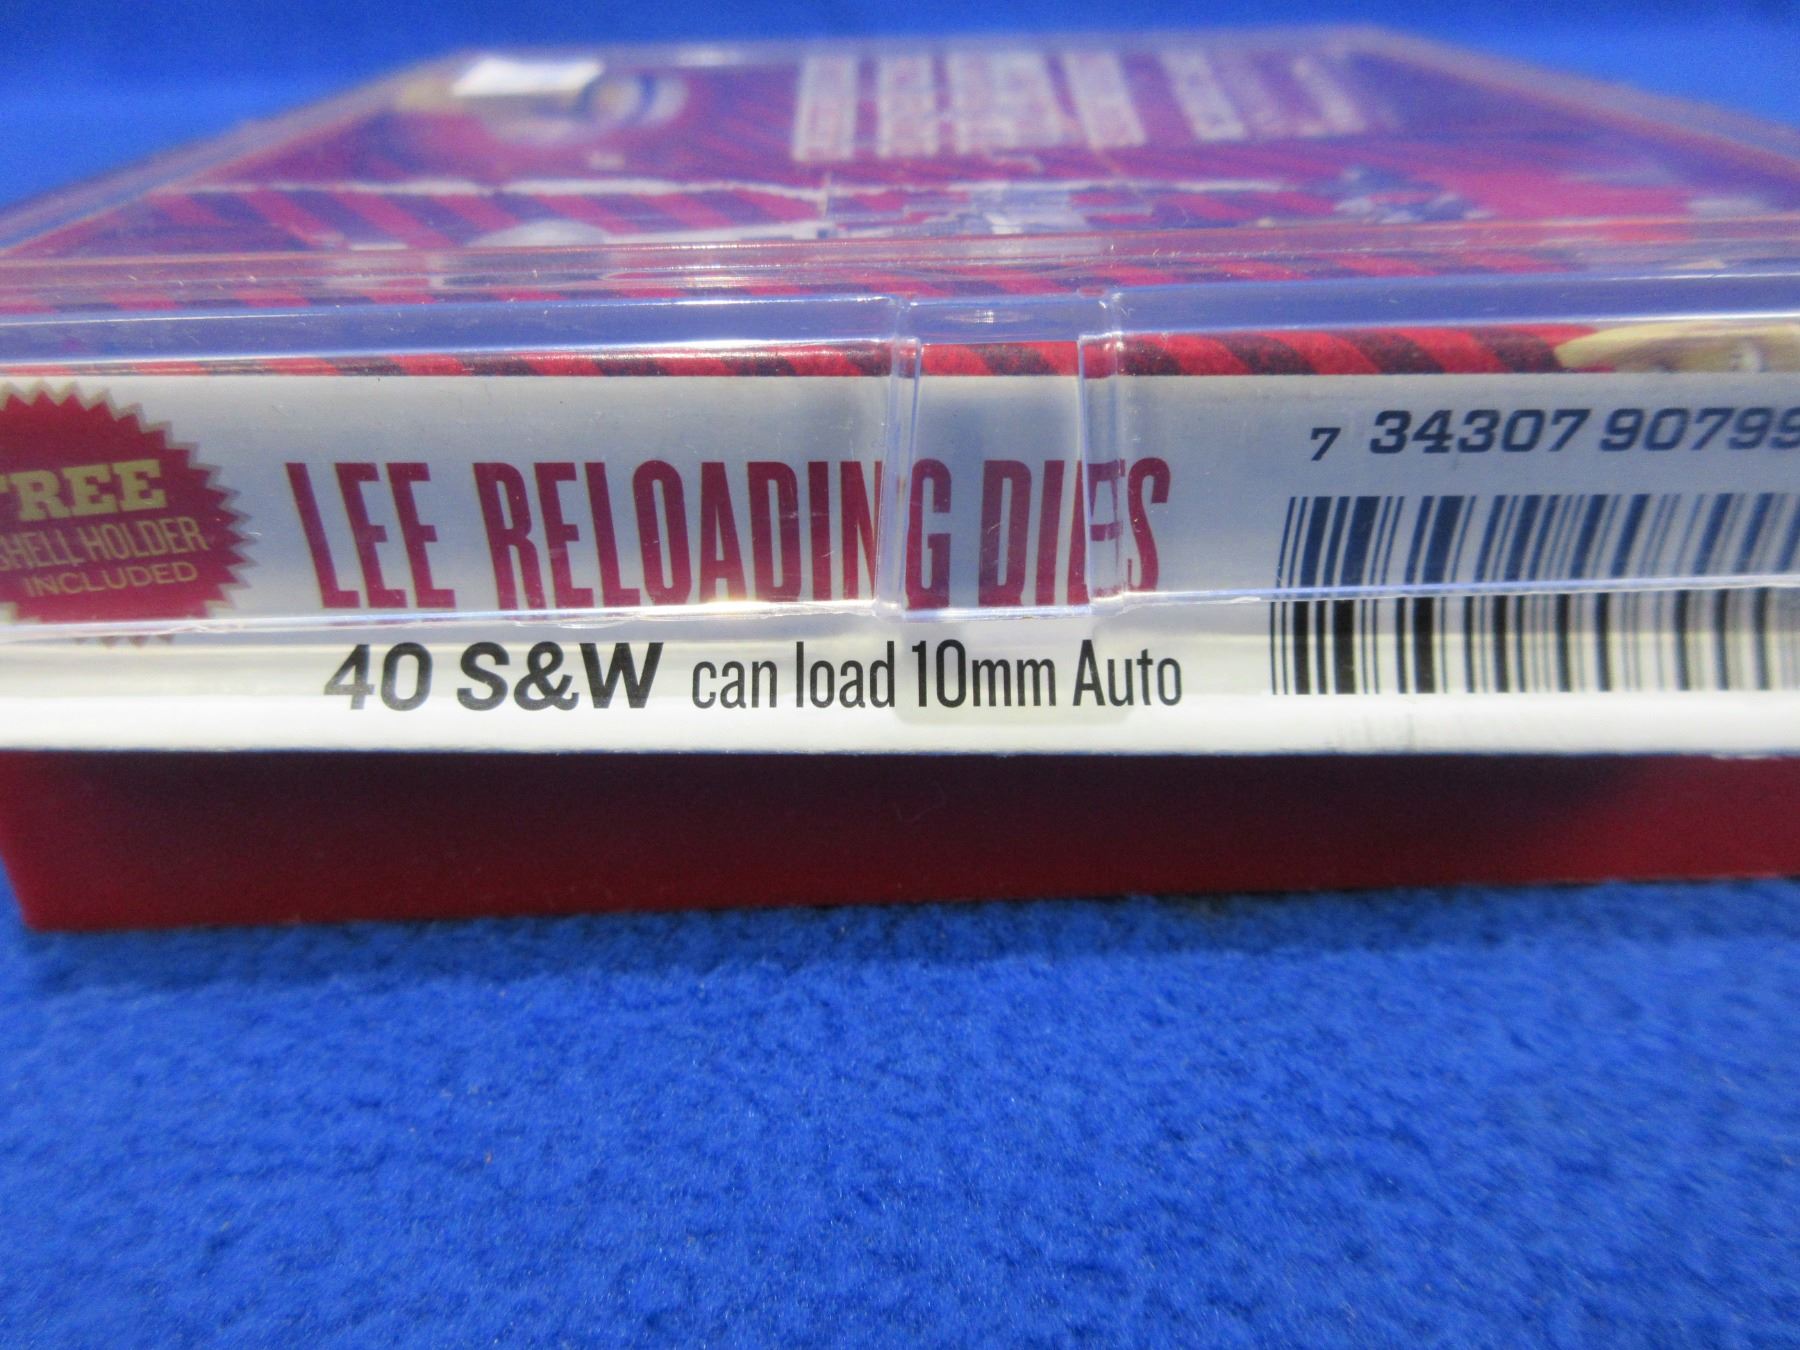 FREE
SHELL HOLDER
INCLUDED
LEE RELOADING DIES
40 S&W can load 10mm Auto
7 34307 90799